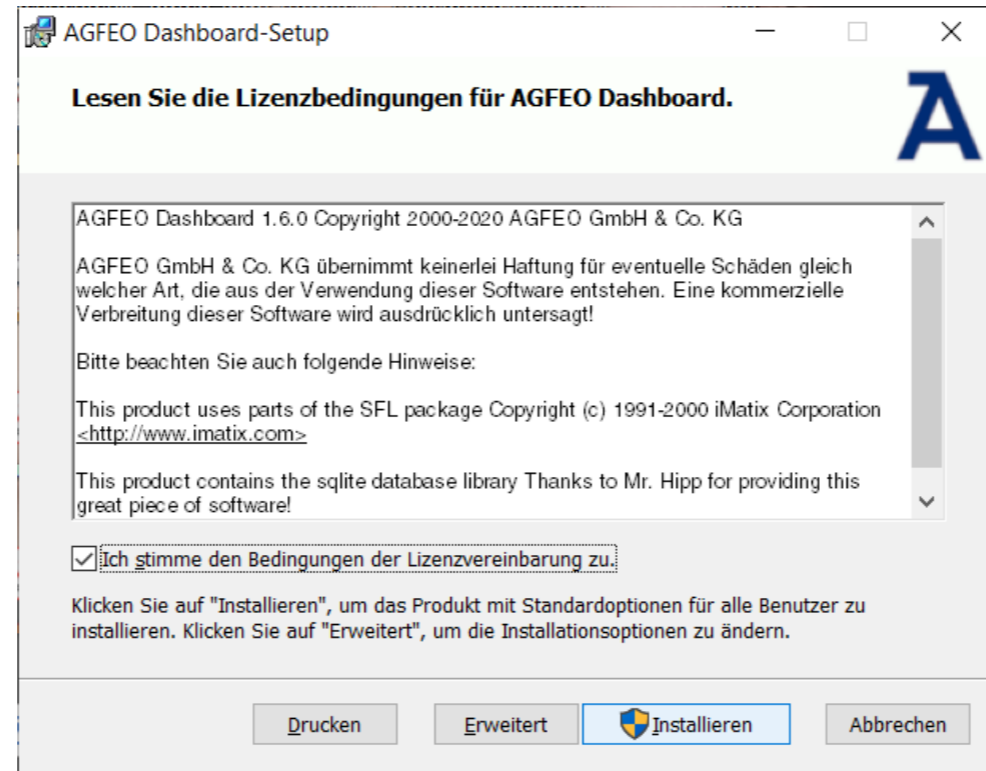 AGFEO Dashboard-Setup
Lesen Sie die Lizenzbedingungen für AGFEO Dashboard.
AGFEO Dashboard 1.6.0 Copyright 2000-2020 AGFEO GmbH & Co. KG
AGFEO GmbH & Co. KG übernimmt keinerlei Haftung für eventuelle Schäden gleich
welcher Art, die aus der Verwendung dieser Software entstehen. Eine kommerzielle
Verbreitung dieser Software wird ausdrücklich untersagt!
Bitte beachten Sie auch folgende Hinweise:
This product uses parts of the SFL package Copyright (c) 1991-2000 iMatix Corporation
<http://www.imatix.com>
This product contains the sqlite database library Thanks to Mr. Hipp for providing this
great piece of software!
Ich stimme den Bedingungen der Lizenzvereinbarung zu.
Klicken Sie auf "Installieren", um das Produkt mit Standardoptionen für alle Benutzer zu
installieren. Klicken Sie auf "Erweitert", um die Installationsoptionen zu ändern.
Drucken Erweitert Installieren Abbrechen